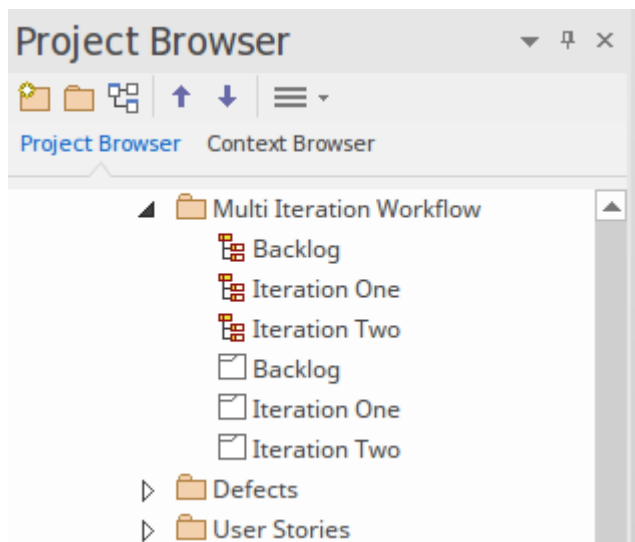 Project Browser
Project Browser Context Browser
Multi Iteration Workflow
Backlog
Iteration One
Iteration Two
Backlog
Iteration One
Iteration Two
Defects
User Stories